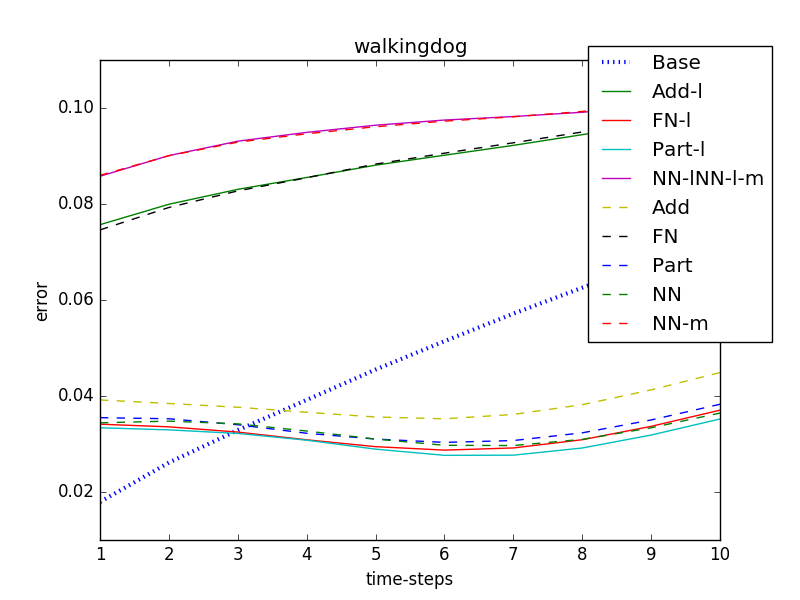 walkingdog
Base
Add-l
FN-l
Part-l
NN-lNN-l-m
Add
FN
Part
NN
NN-m
0.10
0.08
0.06
0.04
0.02
error
1 2 3 4 5 6 7 8 9 10
time-steps